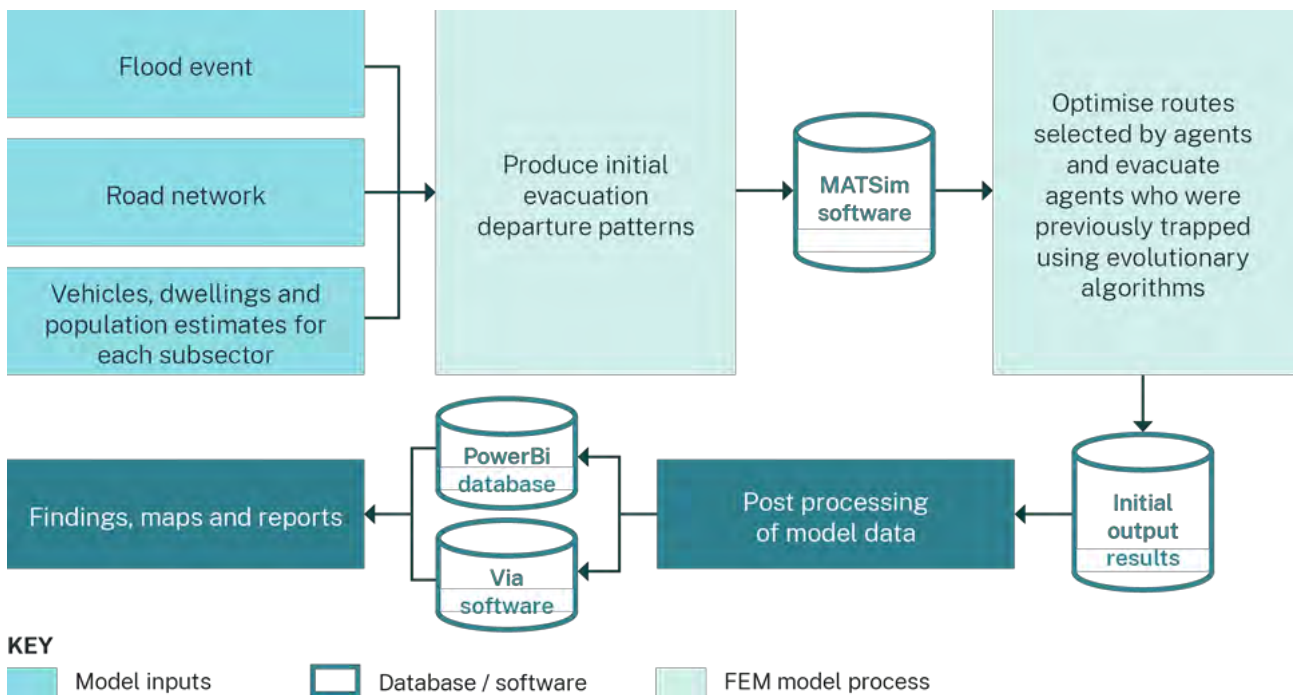 Flood event
Road network
Vehicles, dwellings and
population estimates for
each subsector
Produce initial
evacuation
departure patterns
MATSim
software
Optimise routes
selected by agents
and evacuate
agents who were
previously trapped
using evolutionary
algorithms
Initial
output
results
Post processing
of model data
PowerBi
database
Via
software
Findings, maps and reports
KEY
Model inputs
Database / software
FEM model process